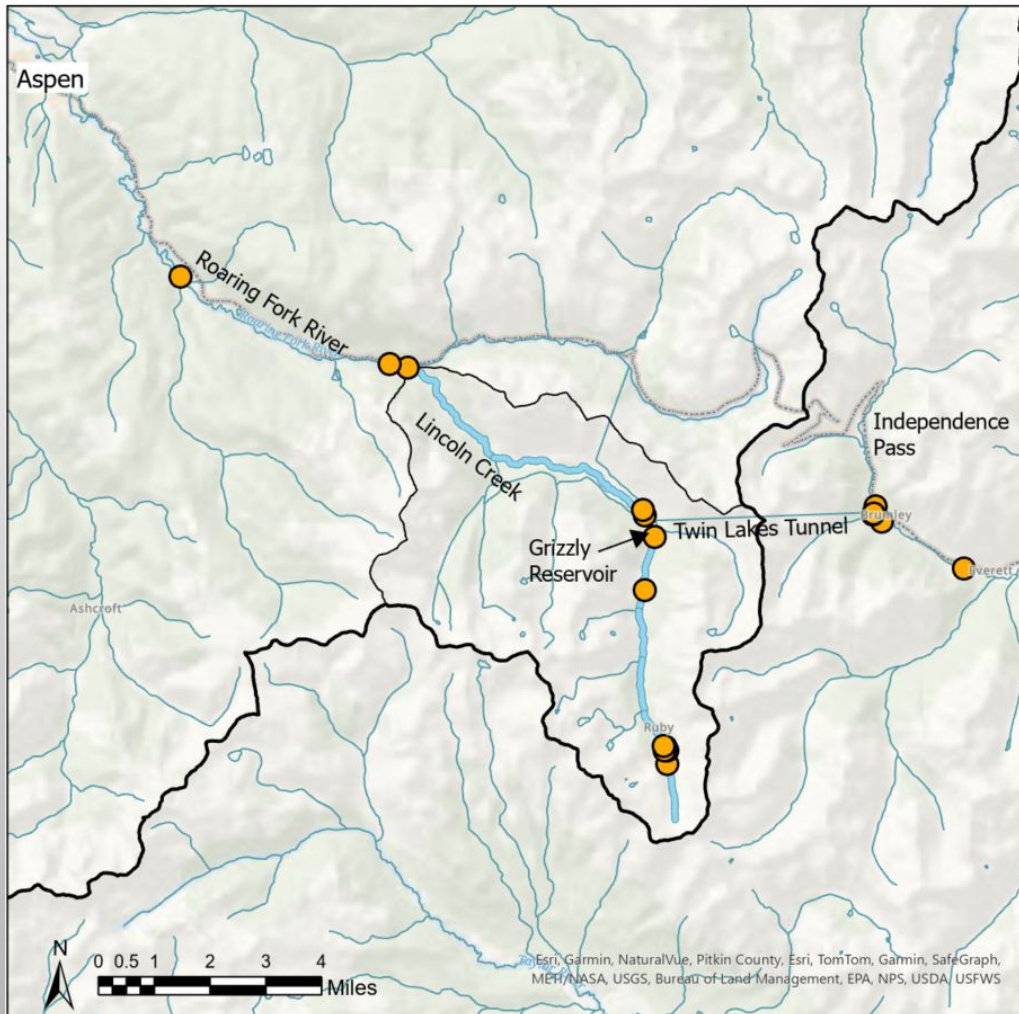 Aspen
Roaring Fork River
Roaring Fork
Independence
Pass
Lincoln Creek
Brumley
Twin Lakes Tunnel
Grizzly
Reservoir
Everett
Ashcroft
Ruby
N
0 0.5 1 2 3 4
Miles
Taylor
Esri, Garmin, NaturalVue, Pitkin County, Esri, TomTom, Garmin, SafeGraph,
METI/NASA, USGS, Bureau of Land Management, EPA, NPS, USDA, USFWS